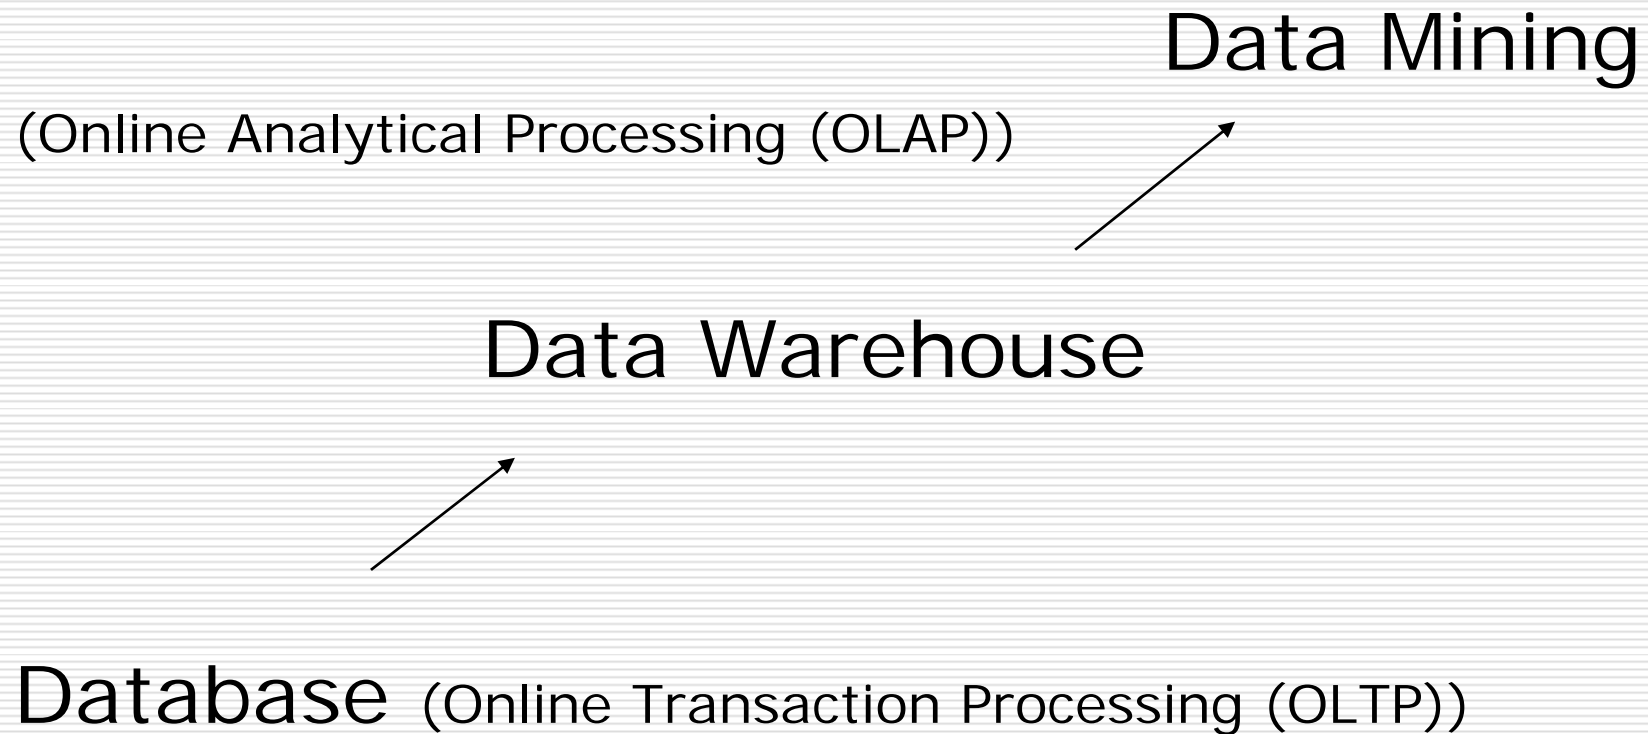 Data Mining
(Online Analytical Processing (OLAP))
Data Warehouse
Database (Online Transaction Processing (OLTP))